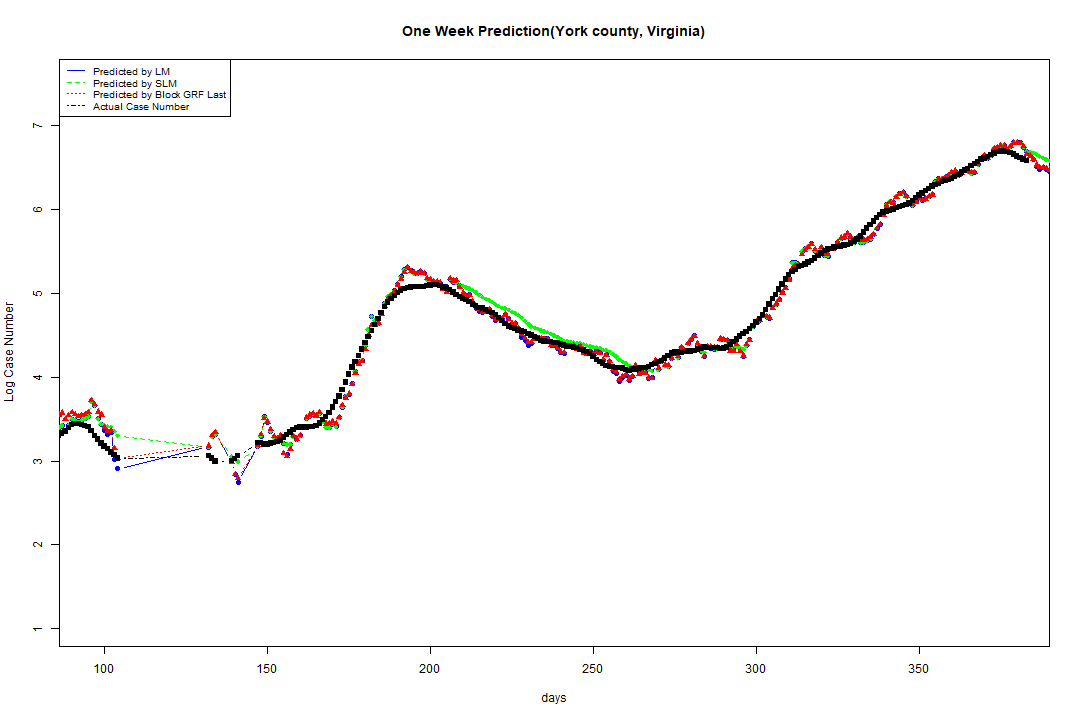 One Week Prediction(York county, Virginia)
Predicted by LM
Predicted by SLM
Predicted by Block GRF Last
Actual Case Number
7
6
5
4
3
2
1
Log Case Number
100 150 200 250 300 350
days